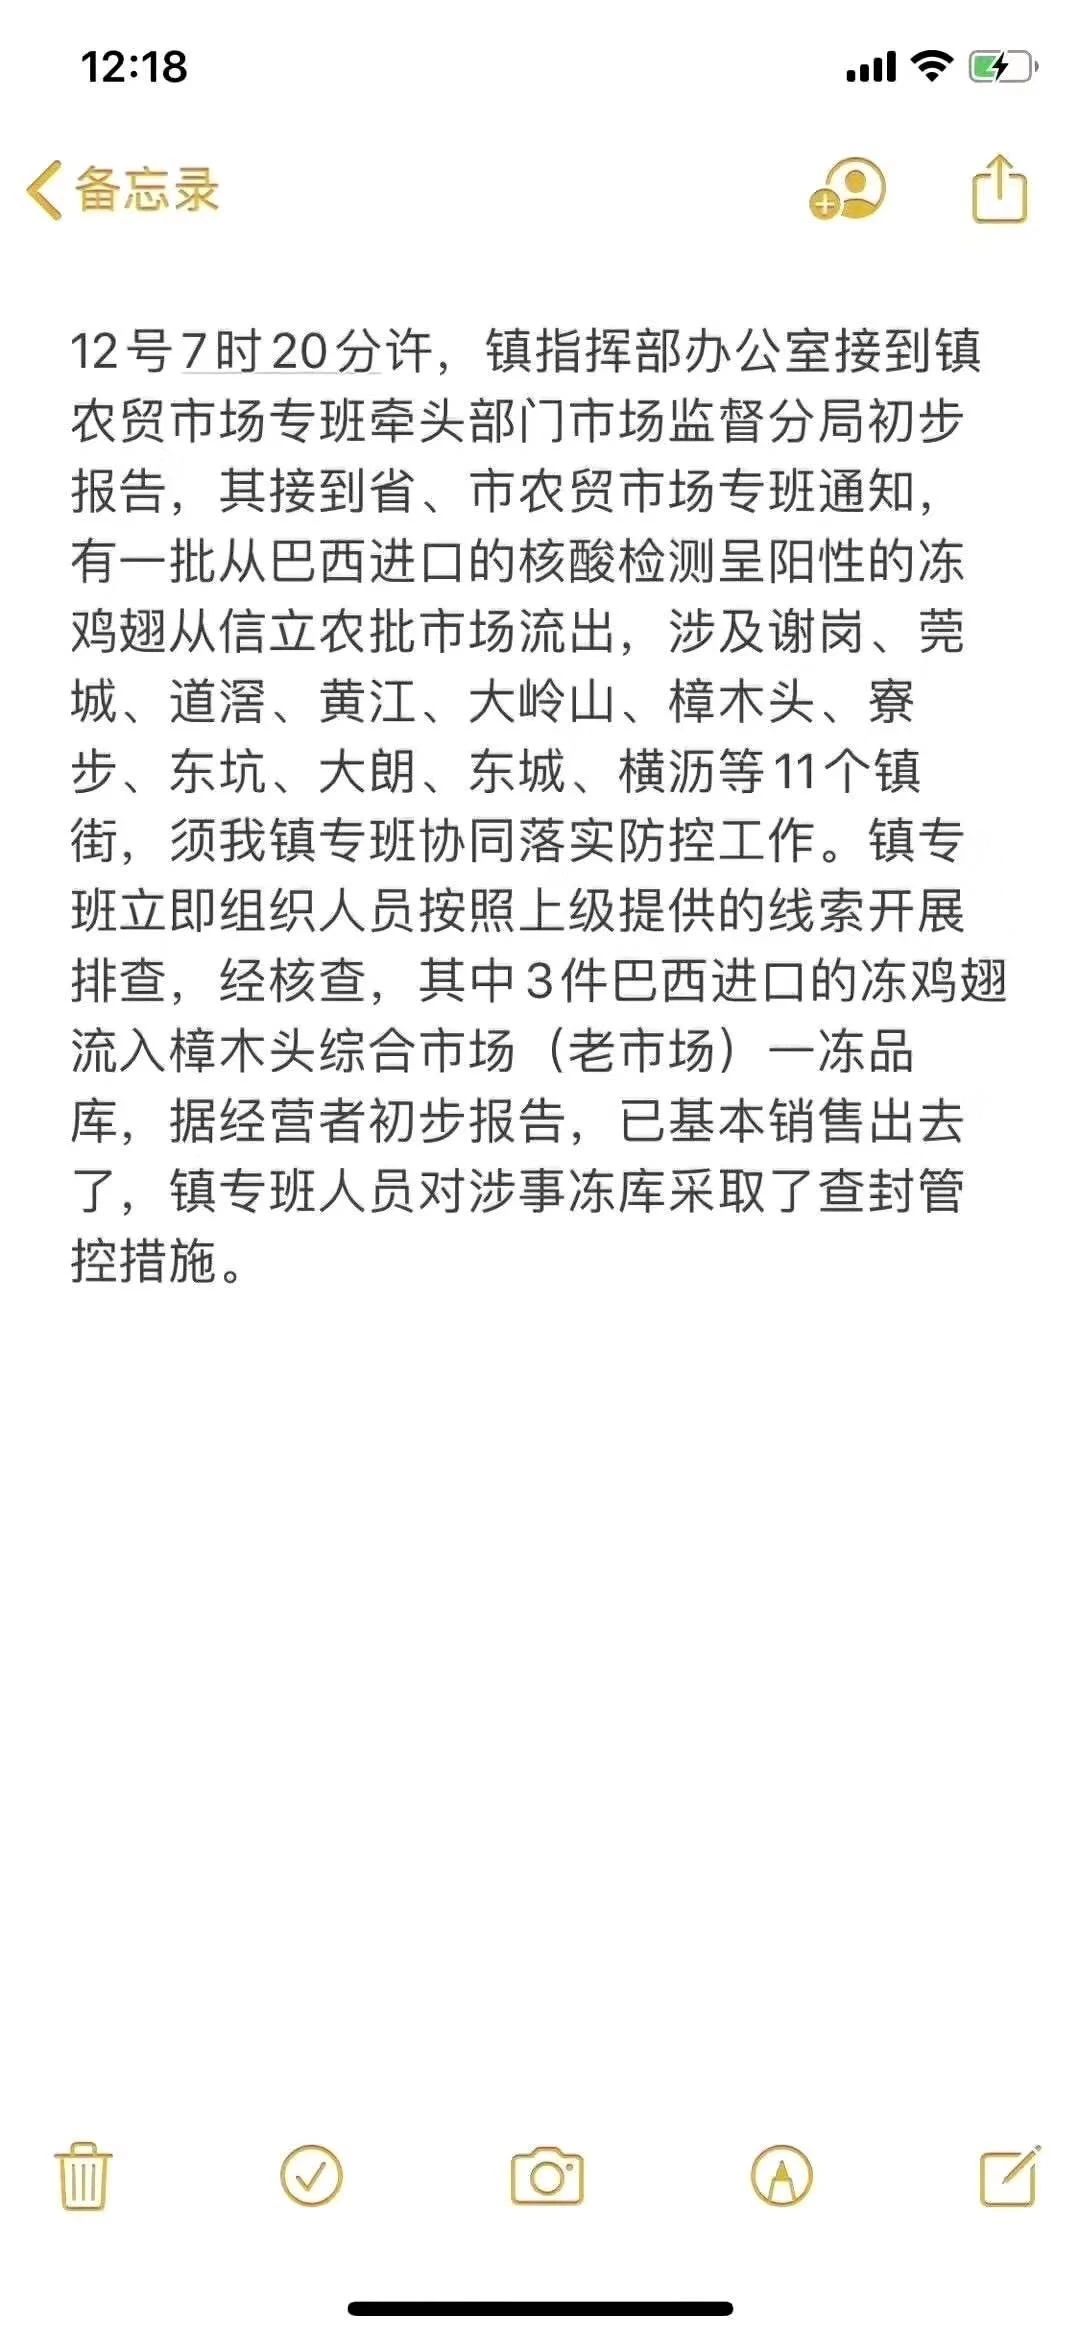 12:18
备忘录
12号7时20分许，镇指挥部办公室接到镇
农贸市场专班牵头部门市场监督分局初步
报告，其接到省、市农贸市场专班通知，
有一批从巴西进口的核酸检测呈阳性的冻
鸡翅从信立农批市场流出，涉及谢岗、莞
城、道滘、黄江、大岭山、樟木头、寮
步、东坑、大朗、东城、横沥等11个镇
街，须我镇专班协同落实防控工作。镇专
班立即组织人员按照上级提供的线索开展
排查，经核查，其中3件巴西进口的冻鸡翅
流入樟木头综合市场（老市场）一冻品
库，据经营者初步报告，已基本销售出去
了，镇专班人员对涉事冻库采取了查封管
控措施。